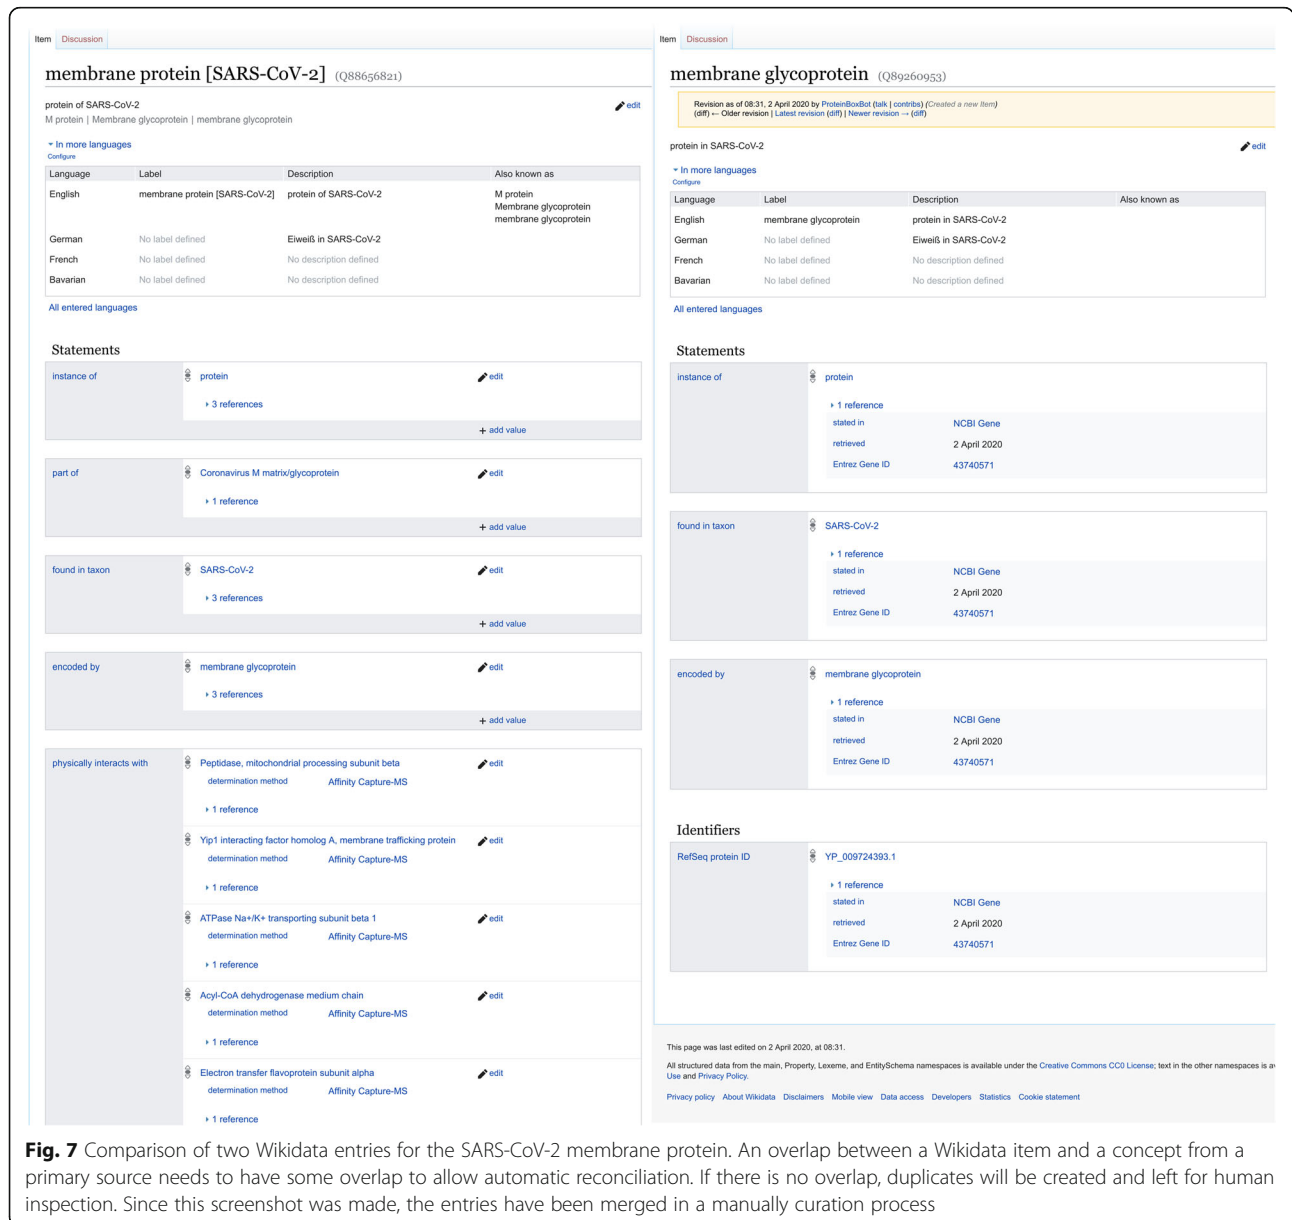 Item Discussion
membrane protein [SARS-CoV-2] (Q88656821)
protein of SARS-CoV-2
edit
M protein | Membrane glycoprotein | membrane glycoprotein
In more languages
Configure
Language Label Description Also known as
English membrane protein [SARS-CoV-2] protein of SARS-CoV-2 M protein
Membrane glycoprotein
membrane glycoprotein
German No label defined Eiweiß in SARS-CoV-2
French No label defined No description defined
Bavarian No label defined No description defined
All entered languages
Statements
instance of protein edit
3 references
+ add value
part of Coronavirus M matrix/glycoprotein edit
1 reference
+ add value
found in taxon SARS-CoV-2 edit
3 references
+ add value
encoded by membrane glycoprotein edit
3 references
+ add value
physically interacts with Peptidase, mitochondrial processing subunit beta edit
determination method Affinity Capture-MS
1 reference
Yip1 interacting factor homolog A, membrane trafficking protein edit
determination method Affinity Capture-MS
1 reference
ATPase Na+/K+ transporting subunit beta 1 edit
determination method Affinity Capture-MS
1 reference
Acyl-CoA dehydrogenase medium chain edit
determination method Affinity Capture-MS
1 reference
Electron transfer flavoprotein subunit alpha edit
determination method Affinity Capture-MS
1 reference
Item Discussion
membrane glycoprotein (Q89260953)
Revision as of 08:31, 2 April 2020 by ProteinBoxBot (talk | contribs) (Created a new Item)
(diff) ← Older revision | Latest revision (diff) | Newer revision → (diff)
protein in SARS-CoV-2 edit
In more languages
Configure
Language Label Description Also known as
English membrane glycoprotein protein in SARS-CoV-2
German No label defined Eiweiß in SARS-CoV-2
French No label defined No description defined
Bavarian No label defined No description defined
All entered languages
Statements
instance of protein
1 reference
stated in NCBI Gene
retrieved 2 April 2020
Entrez Gene ID 43740571
found in taxon SARS-CoV-2
1 reference
stated in NCBI Gene
retrieved 2 April 2020
Entrez Gene ID 43740571
encoded by membrane glycoprotein
1 reference
stated in NCBI Gene
retrieved 2 April 2020
Entrez Gene ID 43740571
Identifiers
RefSeq protein ID YP_009724393.1
1 reference
stated in NCBI Gene
retrieved 2 April 2020
Entrez Gene ID 43740571
This page was last edited on 2 April 2020, at 08:31.
All structured data from the main, Property, Lexeme, and EntitySchema namespaces is available under the Creative Commons CC0 License; text in the other namespaces is
Use and Privacy Policy.
Privacy policy About Wikidata Disclaimers Mobile view Data access Developers Statistics Cookie statement
Fig. 7 Comparison of two Wikidata entries for the SARS-CoV-2 membrane protein. An overlap between a Wikidata item and a concept from a
primary source needs to have some overlap to allow automatic reconciliation. If there is no overlap, duplicates will be created and left for human
inspection. Since this screenshot was made, the entries have been merged in a manually curation process